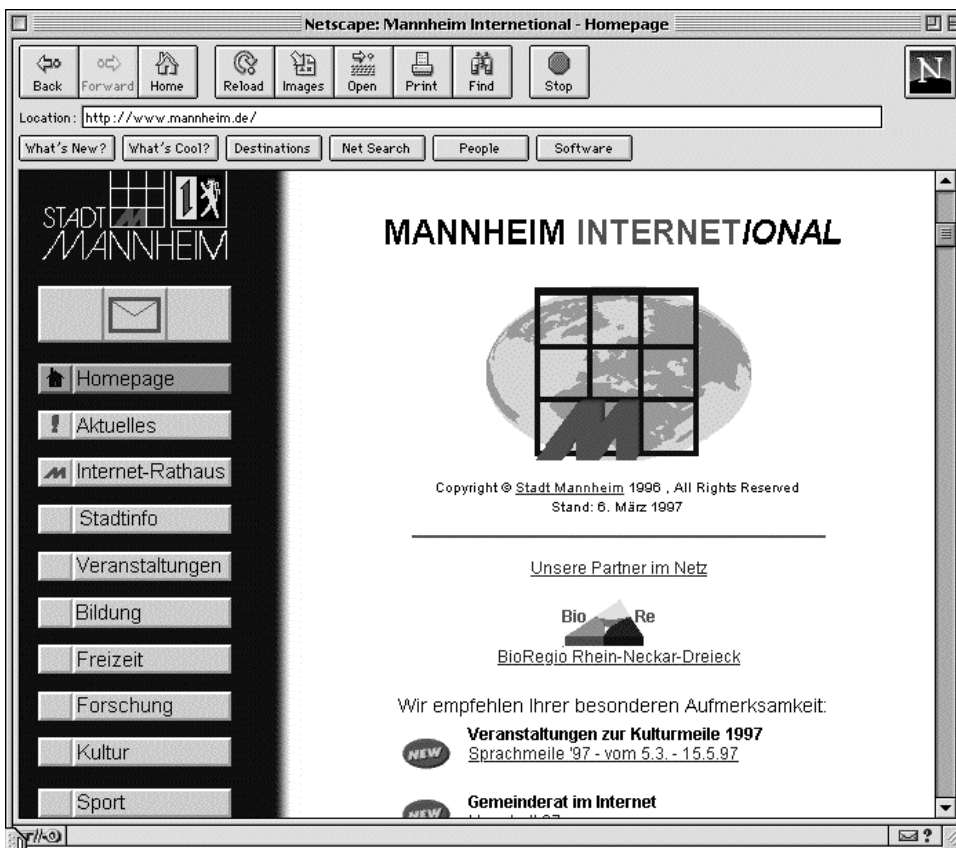 Netscape: Mannheim Internetional - Homepage
Back Forward Home Reload Images Open Print Find Stop
N
Location: http://www.mannheim.de/
What's New? What's Cool? Destinations Net Search People Software
STADT
MANNHEIM
Homepage
Aktuelles
Internet-Rathaus
Stadtinfo
Veranstaltungen
Bildung
Freizeit
Forschung
Kultur
Sport
MANNHEIM INTERNETIONAL
M
Copyright © Stadt Mannheim 1996 , All Rights Reserved
Stand: 6. März 1997
Unsere Partner im Netz
Bio Re
BioRegio Rhein-Neckar-Dreieck
Wir empfehlen Ihrer besonderen Aufmerksamkeit:
NEW
Veranstaltungen zur Kulturmeile 1997
Sprachmeile '97 - vom 5.3. - 15.5.97
NEW
Gemeinderat im Internet